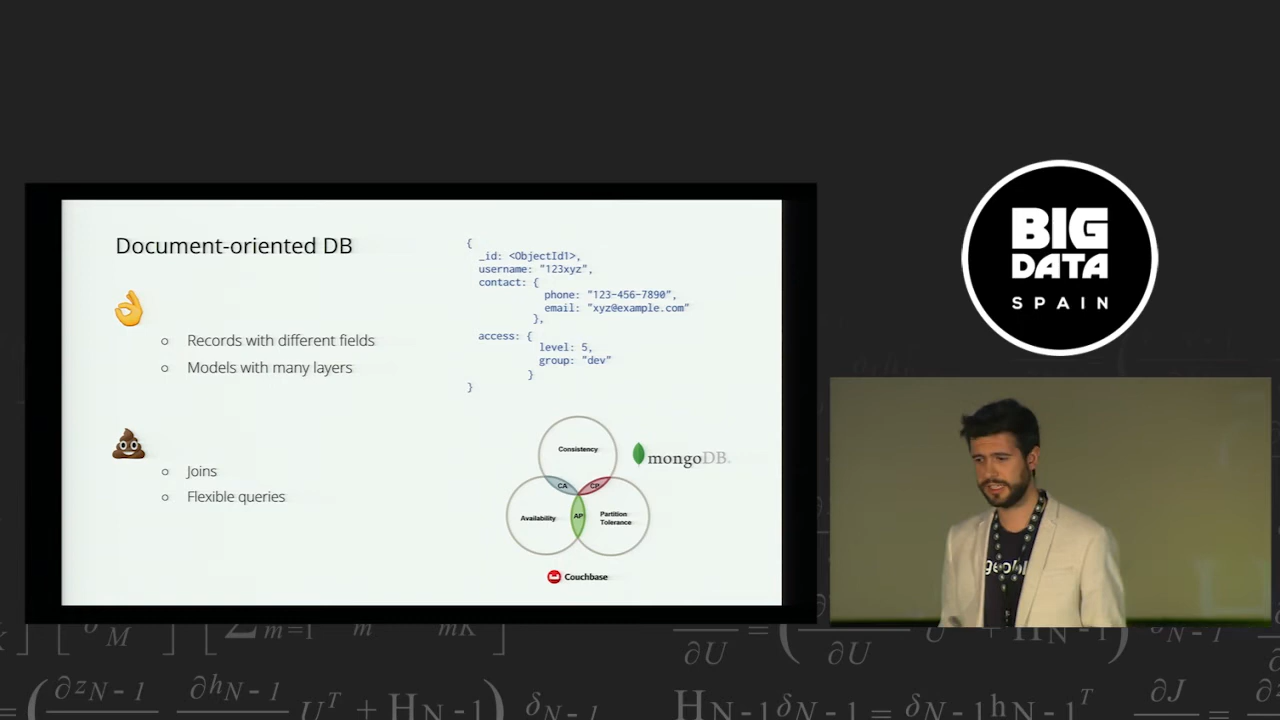 Document-oriented DB
Records with different fields
Models with many layers
Joins
Flexible queries
{
_id: <ObjectId1>,
username: "123xyz",
contact: {
phone: "123-456-7890",
email: "xyz@example.com"
},
access: {
level: 5,
group: "dev"
}
}
Consistency
CA
CP
Availability
AP
Partition
Tolerance
mongoDB.
Couchbase
BIG
DATA
SPAIN